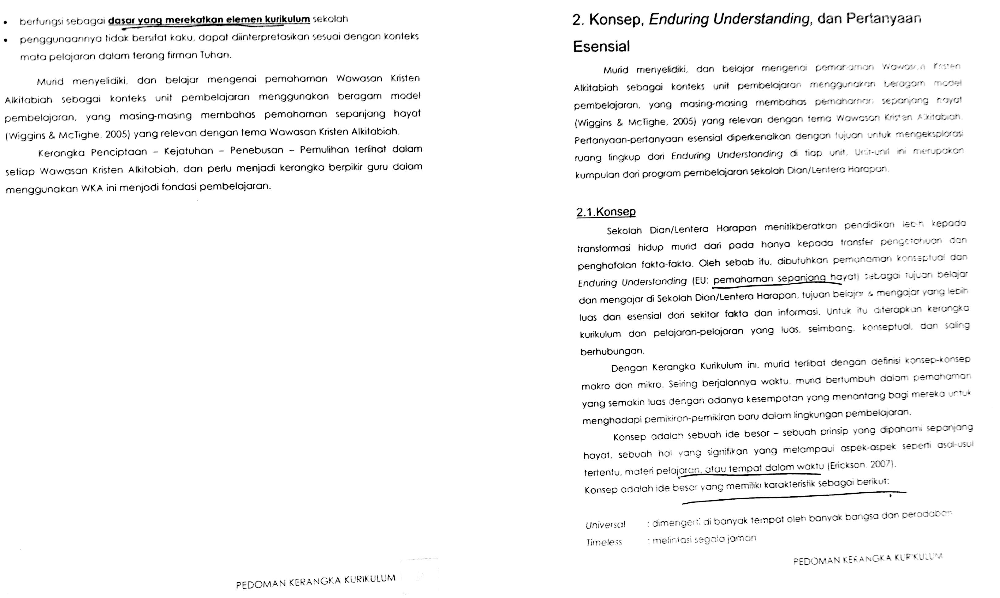 • berfungsi sebagai dasar yang merekatkan elemen kurikulum sekolah
• penggunaannya tidak bersifat kaku, dapat diinterpretasikan sesuai dengan konteks
mata pelajaran dalam terang firman Tuhan.
Murid menyelidiki, dan belajar mengenai pemahaman Wawasan Kristen
Alkitabiah sebagai konteks unit pembelajaran menggunakan beragam model
pembelajaran, yang masing-masing membahas pemahaman sepanjang hayat
(Wiggins & McTighe, 2005) yang relevan dengan tema Wawasan Kristen Alkitabiah.
Kerangka Penciptaan – Kejatuhan – Penebusan – Pemulihan terlihat dalam
setiap Wawasan Kristen Alkitabiah, dan perlu menjadi kerangka berpikir guru dalam
menggunakan WKA ini menjadi fondasi pembelajaran.
PEDOMAN KERANGKA KURIKULUM
2. Konsep, Enduring Understanding, dan Pertanyaan
Esensial
Murid menyelidiki, dan belajar mengenai pemahaman Wawasan Kristen
Alkitabiah sebagai konteks unit pembelajaran menggunakan beragam model
pembelajaran, yang masing-masing membahas pemahaman sepanjang hayat
(Wiggins & McTighe, 2005) yang relevan dengan tema Wawasan Kristen Alkitabiah.
Pertanyaan-pertanyaan esensial diperkenalkan dengan tujuan untuk mengeksplorasi
ruang lingkup dari Enduring Understanding di tiap unit. Unit-unit ini merupakan
kumpulan dari program pembelajaran sekolah Dian/Lentera Harapan.
2.1.Konsep
Sekolah Dian/Lentera Harapan menitikberatkan pendidikan lebih kepada
transformasi hidup murid dari pada hanya kepada transfer pengetahuan dan
penghafalan fakta-fakta. Oleh sebab itu, dibutuhkan pemahaman konseptual dan
Enduring Understanding (EU: pemahaman sepanjang hayat) sebagai tujuan belajar
dan mengajar di Sekolah Dian/Lentera Harapan, tujuan belajar & mengajar yang lebih
luas dan esensial dari sekitar fakta dan informasi. Untuk itu diterapkan kerangka
kurikulum dan pelajaran-pelajaran yang luas, seimbang, konseptual, dan saling
berhubungan.
Dengan Kerangka Kurikulum ini, murid terlibat dengan definisi konsep-konsep
makro dan mikro. Seiring berjalannya waktu, murid bertumbuh dalam pemahaman
yang semakin luas dengan adanya kesempatan yang menantang bagi mereka untuk
menghadapi pemikiran-pemikiran baru dalam lingkungan pembelajaran.
Konsep adalah sebuah ide besar – sebuah prinsip yang dipahami sepanjang
hayat, sebuah hal yang signifikan yang melampaui aspek-aspek seperti asal-usul
tertentu, materi pelajaran, atau tempat dalam waktu (Erickson, 2007).
Konsep adalah ide besar yang memiliki karakteristik sebagai berikut:
Universal : dimengerti di banyak tempat oleh banyak bangsa dan peradaban
Timeless : melintasi segala jaman
PEDOMAN KERANGKA KURIKULUM